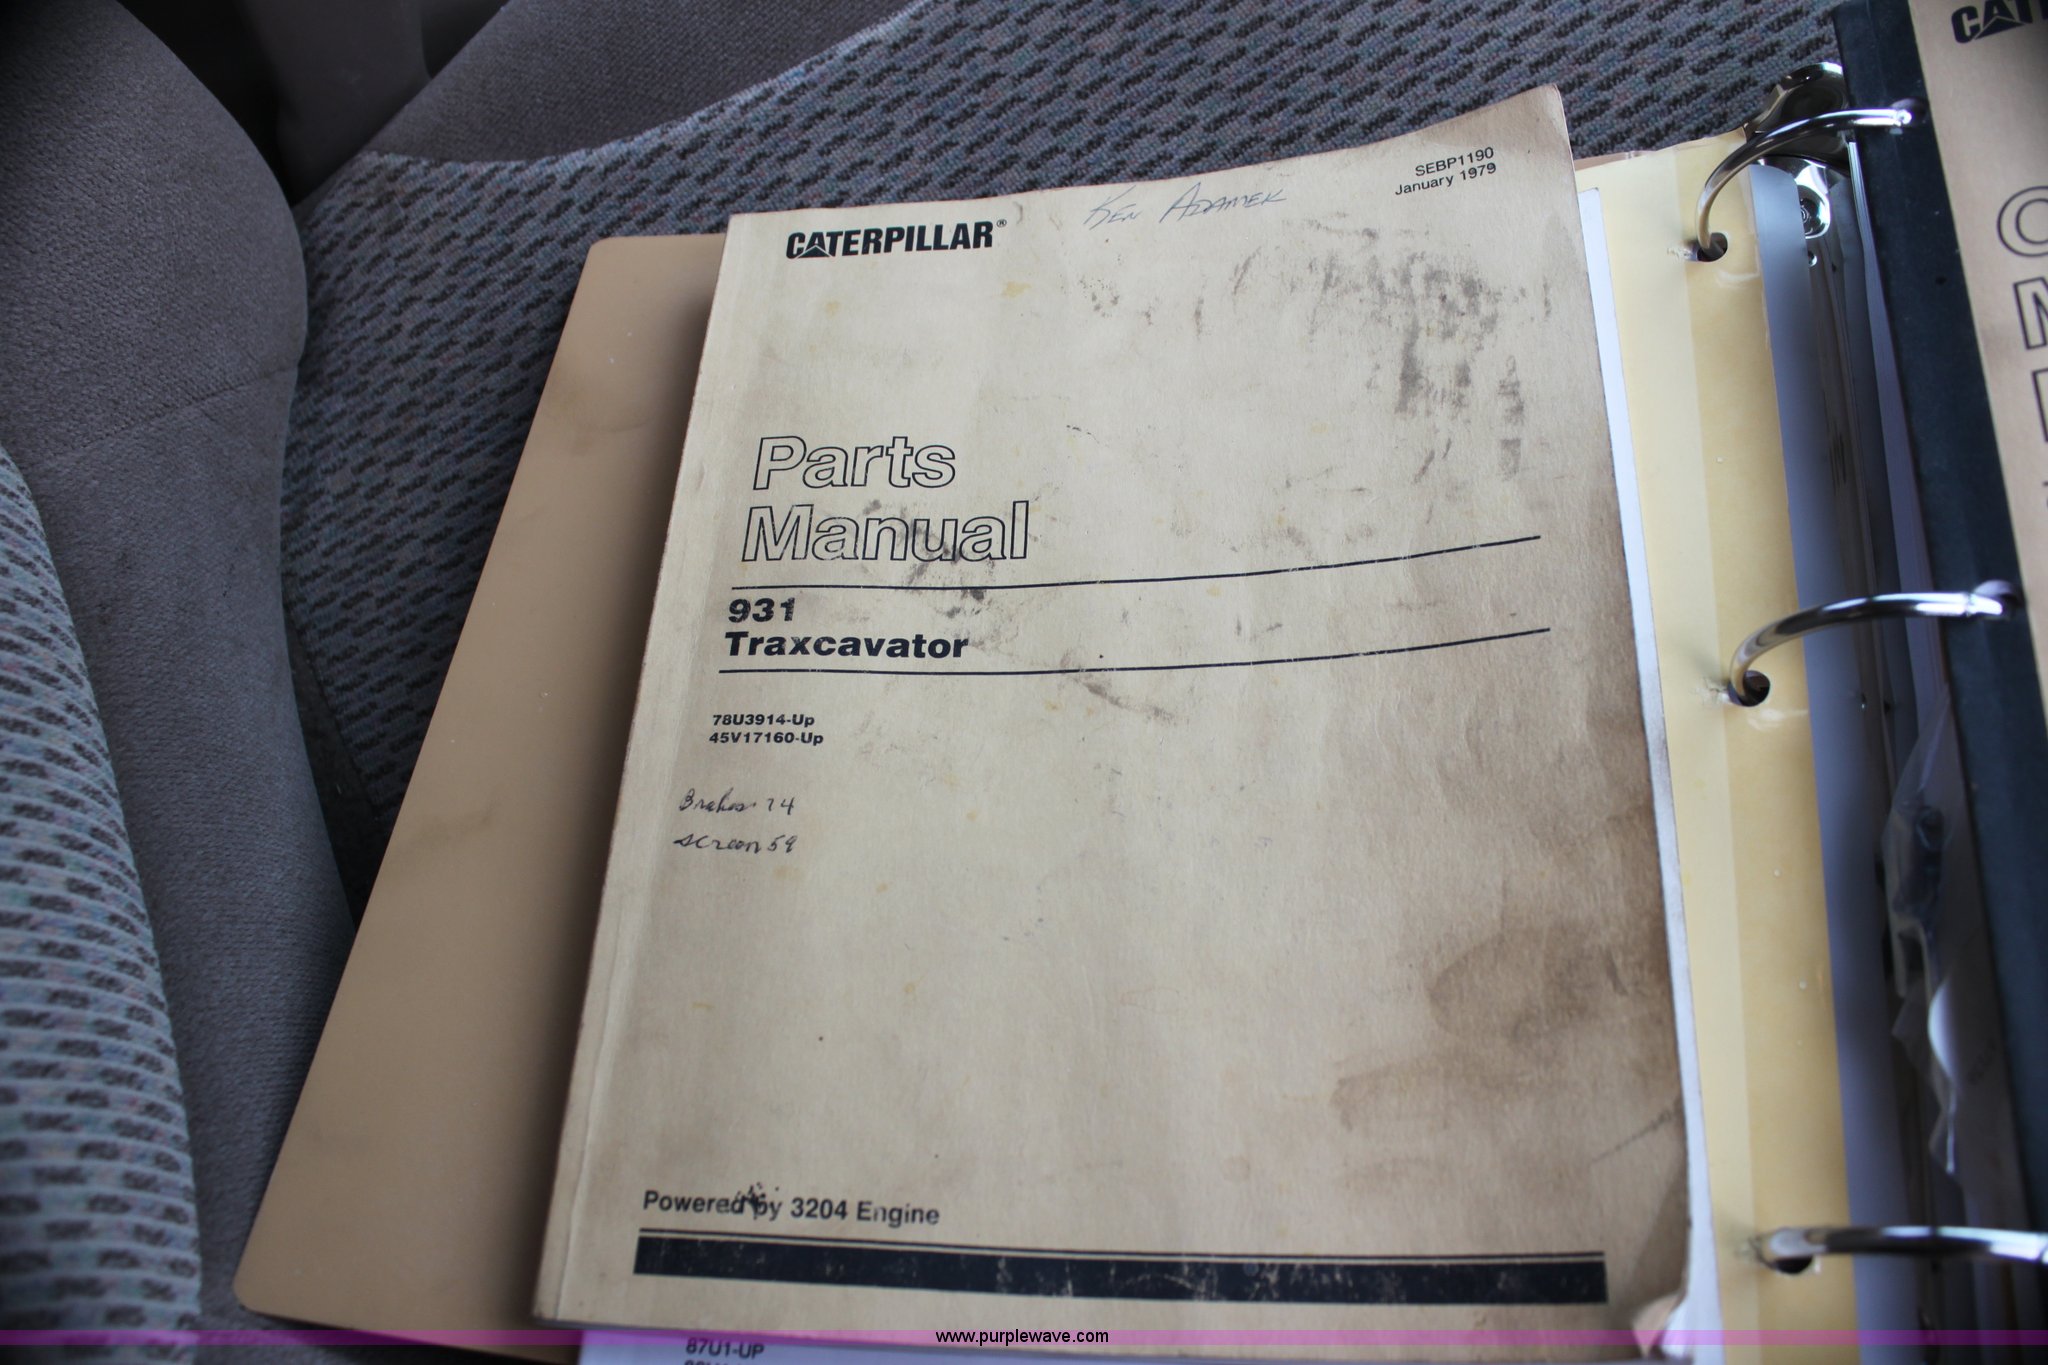 SEBP1190
January 1979
Ken Adamek
CATERPILLAR®
Parts
Manual
931
Traxcavator
78U3914-Up
45V17160-Up
Brakes 74
screen 59
Powered by 3204 Engine
87U1-UP
www.purplewave.com
CAT